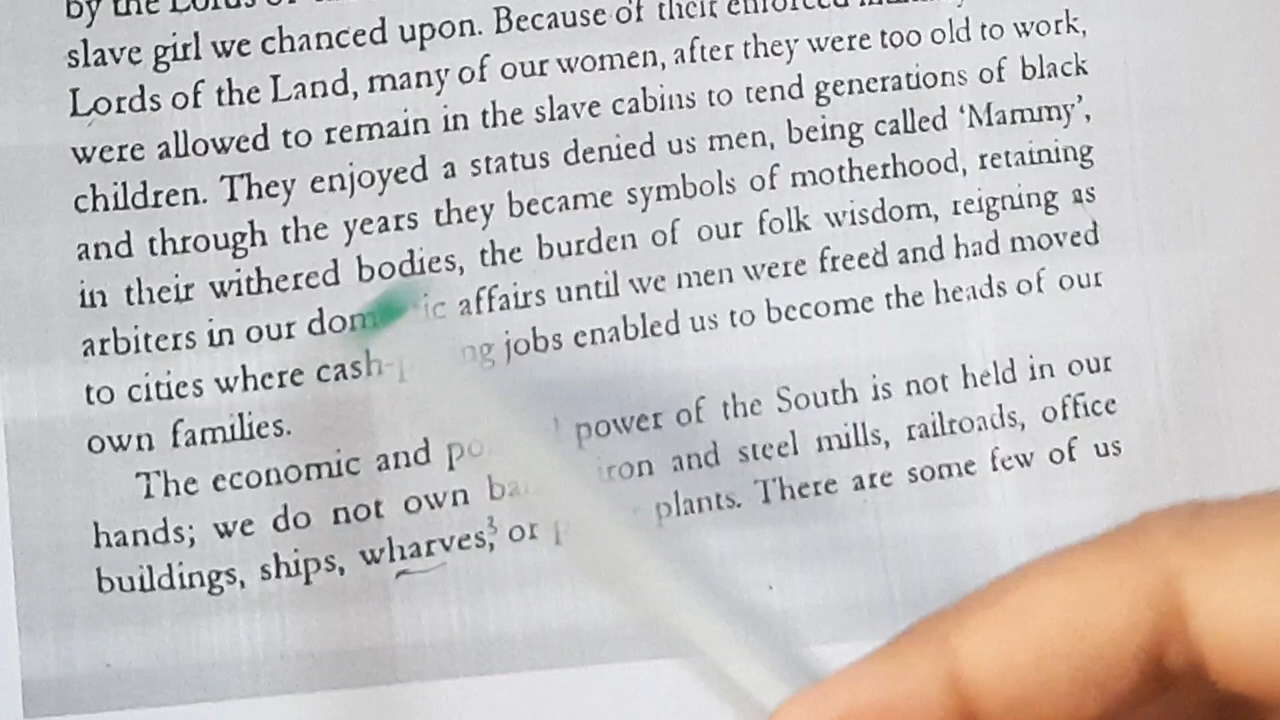 by the
slave girl we chanced upon. Because of their enforced
Lords of the Land, many of our women, after they were too old to work,
were allowed to remain in the slave cabins to tend generations of black
children. They enjoyed a status denied us men, being called ‘Mammy’,
and through the years they became symbols of motherhood, retaining
in their withered bodies, the burden of our folk wisdom, reigning as
arbiters in our affairs until we men were freed and had moved
to cities where jobs enabled us to become the heads of our
own families.
The economic and power of the South is not held in our
hands; we do not own iron and steel mills, railroads, office
buildings, ships, wharves,³ or plants. There are some few of us